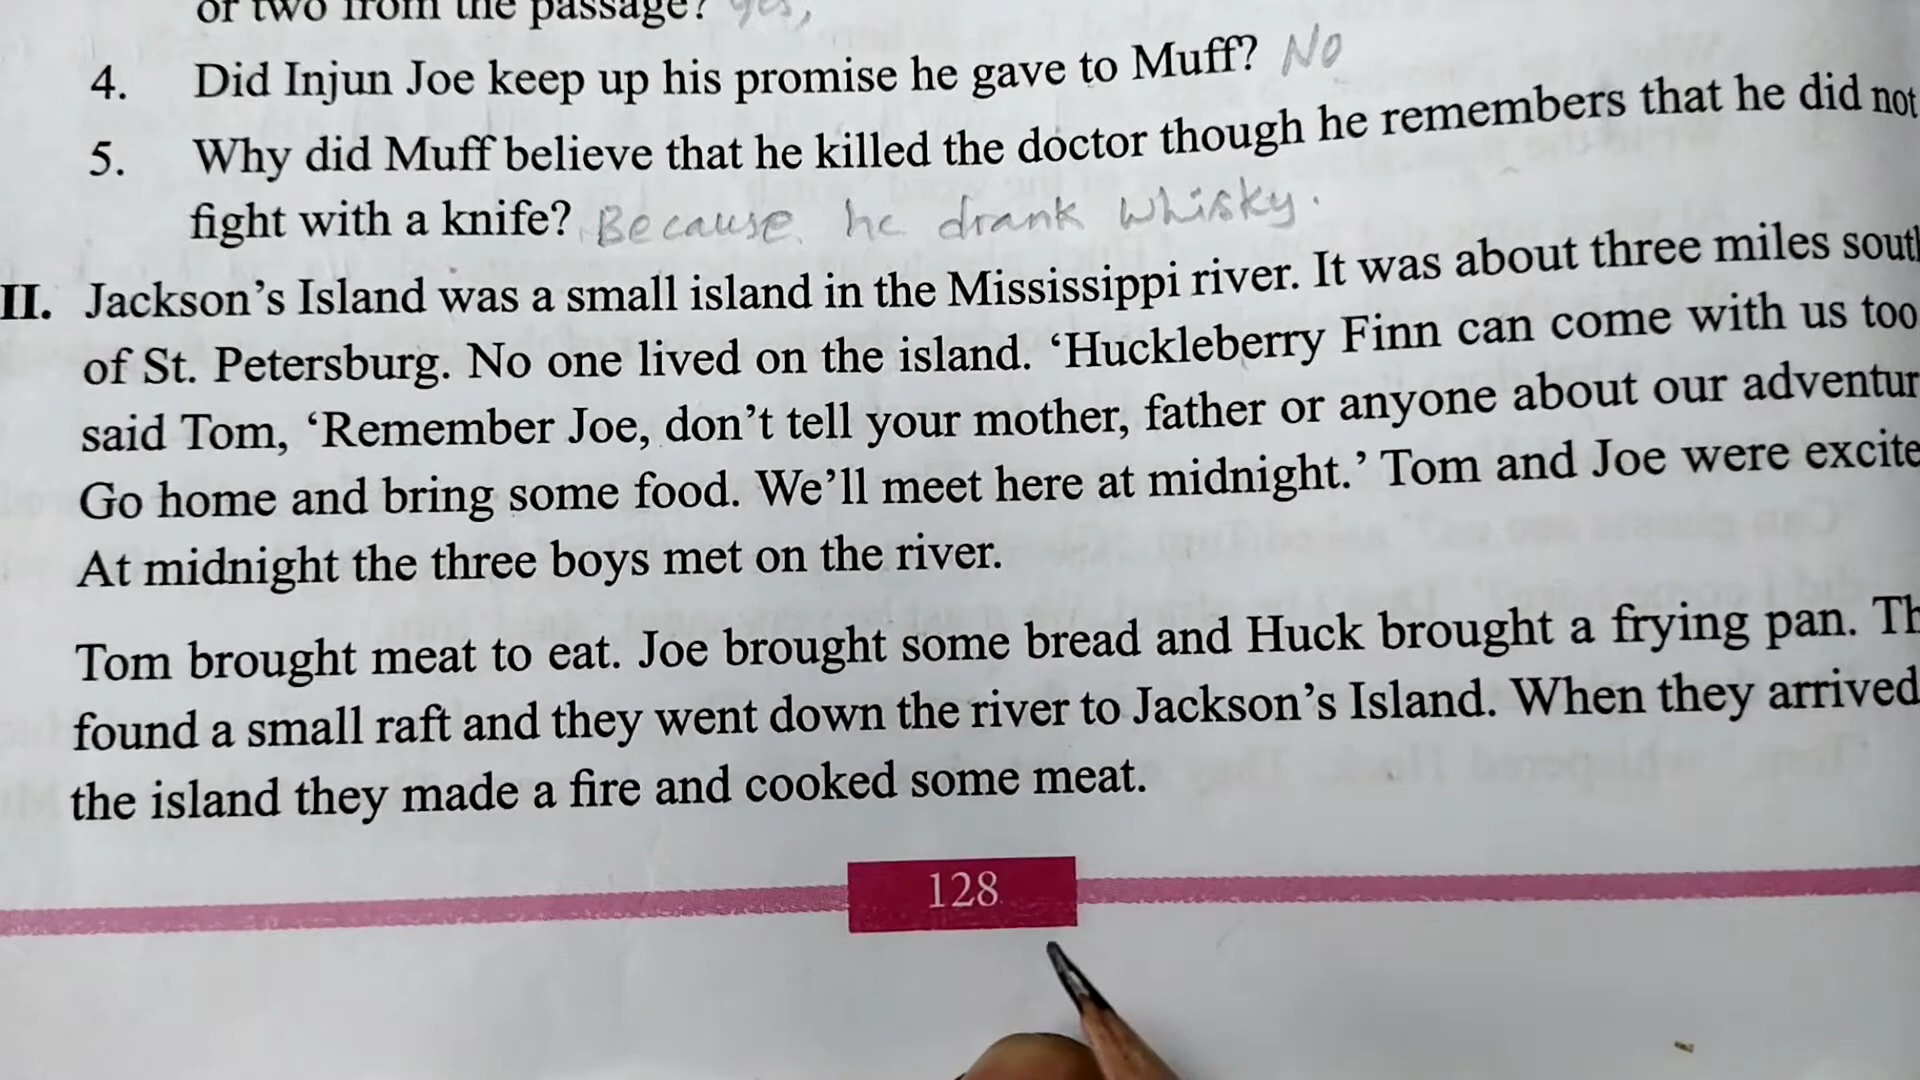 or two from the passage? yes,
4. Did Injun Joe keep up his promise he gave to Muff? No
5. Why did Muff believe that he killed the doctor though he remembers that he did not
fight with a knife? Because he drank whisky.
II. Jackson's Island was a small island in the Mississippi river. It was about three miles sout
of St. Petersburg. No one lived on the island. ‘Huckleberry Finn can come with us too
said Tom, ‘Remember Joe, don't tell your mother, father or anyone about our adventur
Go home and bring some food. We'll meet here at midnight.’ Tom and Joe were excite
At midnight the three boys met on the river.
Tom brought meat to eat. Joe brought some bread and Huck brought a frying pan. Th
found a small raft and they went down the river to Jackson's Island. When they arrived
the island they made a fire and cooked some meat.
128